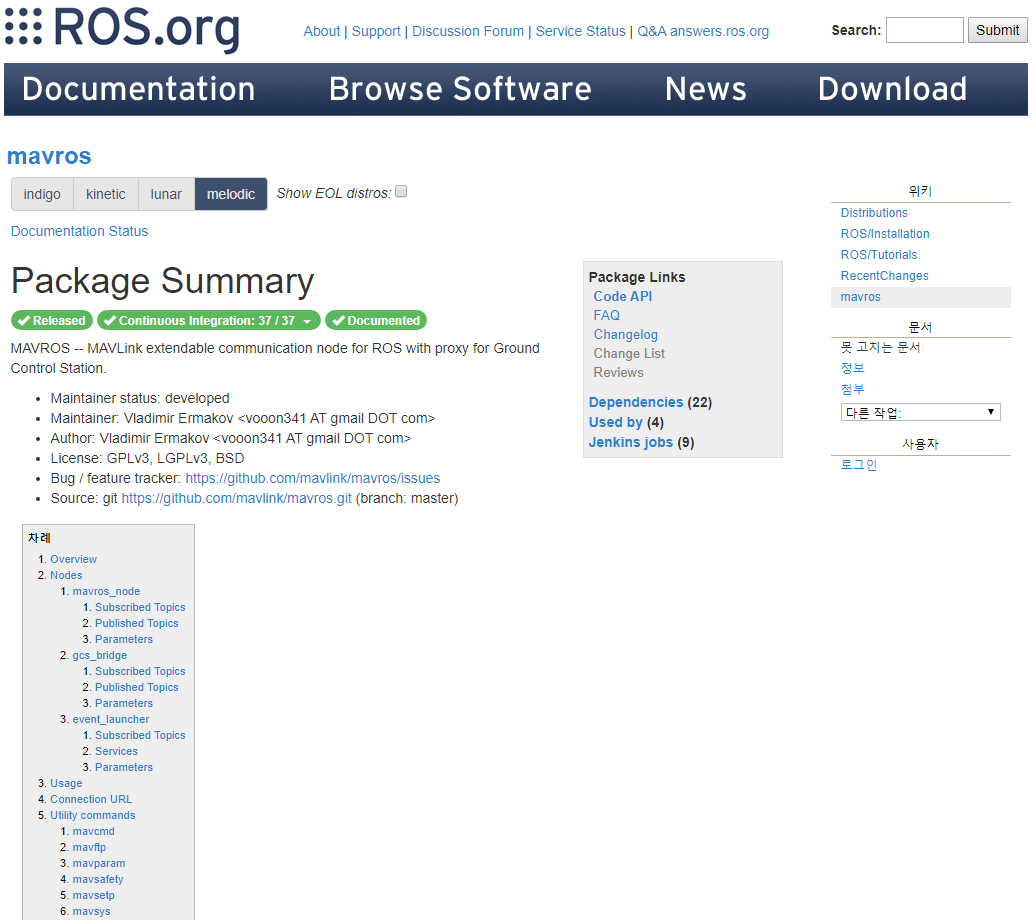 ROS.org
About | Support | Discussion Forum | Service Status | Q&A answers.ros.org
Search: Submit
Documentation Browse Software News Download
mavros
indigo kinetic lunar melodic Show EOL distros:
Documentation Status
Package Summary
Released Continuous Integration: 37 / 37 Documented
MAVROS -- MAVLink extendable communication node for ROS with proxy for Ground
Control Station.
• Maintainer status: developed
• Maintainer: Vladimir Ermakov <vooon341 AT gmail DOT com>
• Author: Vladimir Ermakov <vooon341 AT gmail DOT com>
• License: GPLv3, LGPLv3, BSD
• Bug / feature tracker: https://github.com/mavlink/mavros/issues
• Source: git https://github.com/mavlink/mavros.git (branch: master)
Package Links
Code API
FAQ
Changelog
Change List
Reviews
Dependencies (22)
Used by (4)
Jenkins jobs (9)
위키
Distributions
ROS/Installation
ROS/Tutorials
RecentChanges
mavros
문서
못 고치는 문서
정보
첨부
다른 작업:
사용자
로그인
차례
1. Overview
2. Nodes
1. mavros_node
1. Subscribed Topics
2. Published Topics
3. Parameters
2. gcs_bridge
1. Subscribed Topics
2. Published Topics
3. Parameters
3. event_launcher
1. Subscribed Topics
2. Services
3. Parameters
3. Usage
4. Connection URL
5. Utility commands
1. mavcmd
2. mavftp
3. mavparam
4. mavsafety
5. mavsetp
6. mavsys